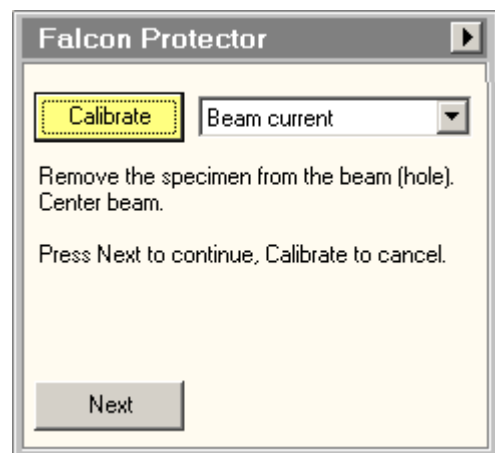 Falcon Protector
Calibrate Beam current
Remove the specimen from the beam (hole).
Center beam.
Press Next to continue, Calibrate to cancel.
Next